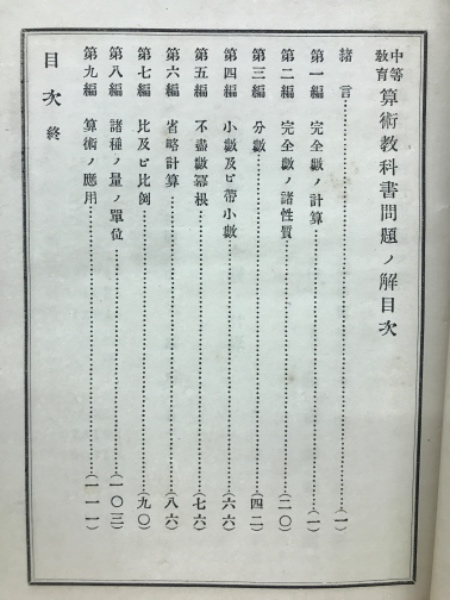 中等教育 算術教科書問題ノ解目次
諸言……(一)
第一編 完全數ノ計算……(一)
第二編 完全數ノ諸性質……(二〇)
第三編 分數……(四二)
第四編 小數及ビ帶小數……(六六)
第五編 不盡數冪根……(七六)
第六編 省略計算……(八六)
第七編 比及ビ比例……(九〇)
第八編 諸種ノ量ノ單位……(一〇三)
第九編 算術ノ應用……(一一一)
目次終